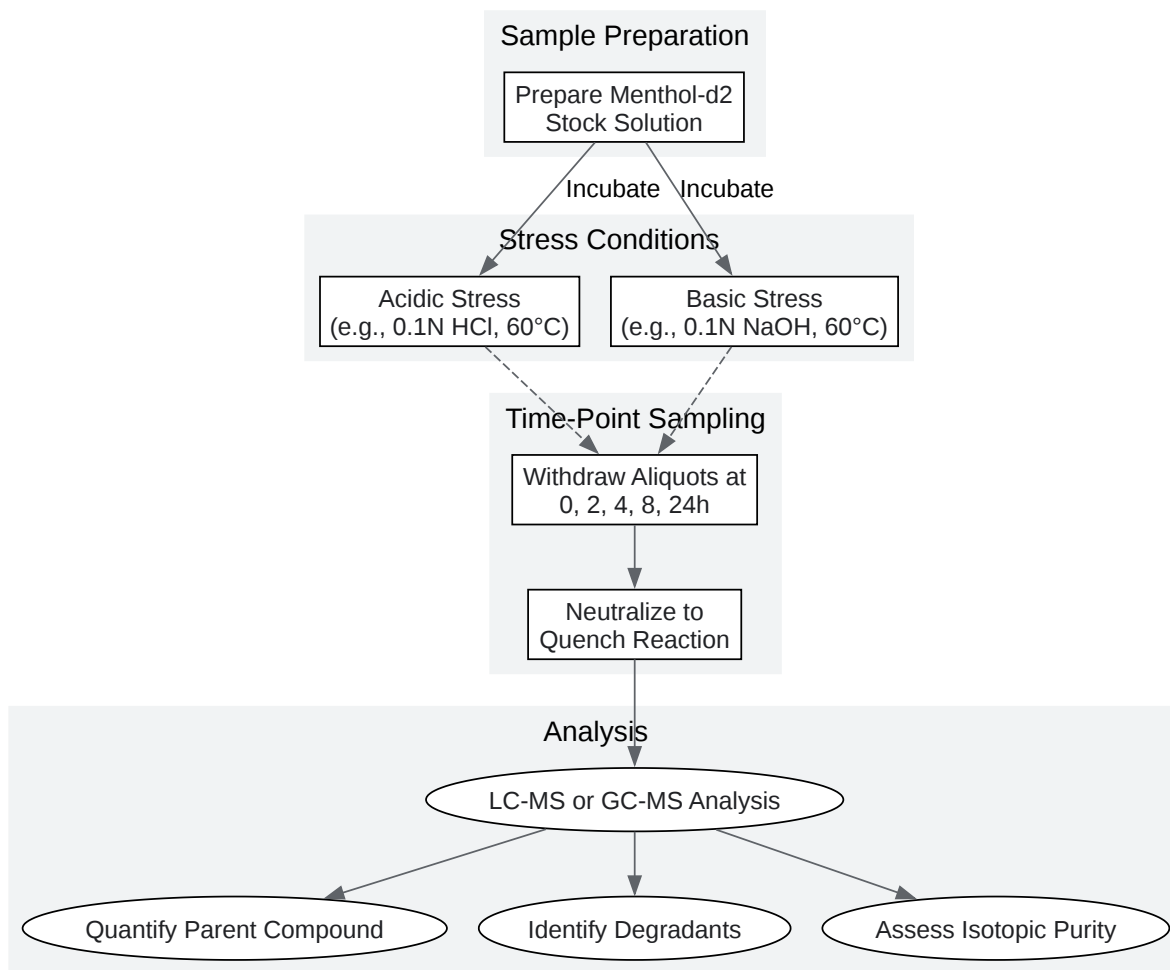 Sample Preparation
Prepare Menthol-d2
Stock Solution
Incubate
Incubate
Stress Conditions
Acidic Stress
(e.g., 0.1N HCl, 60°C)
Basic Stress
(e.g., 0.1N NaOH, 60°C)
Time-Point Sampling
Withdraw Aliquots at
0, 2, 4, 8, 24h
Neutralize to
Quench Reaction
Analysis
LC-MS or GC-MS Analysis
Quantify Parent Compound
Identify Degradants
Assess Isotopic Purity